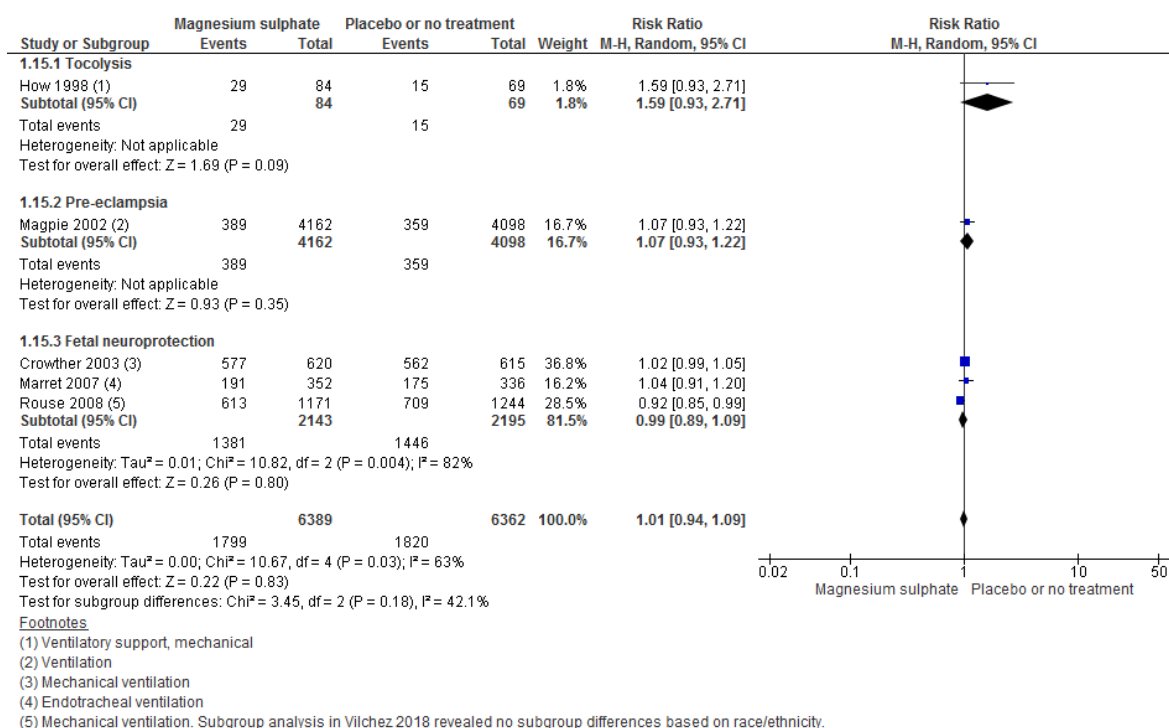 Magnesium sulphate Placebo or no treatment Risk Ratio Risk Ratio
Study or Subgroup Events Total Events Total Weight M-H, Random, 95% CI M-H, Random, 95% CI
1.15.1 Tocolysis
How 1998 (1) 29 84 15 69 1.8% 1.59 [0.93, 2.71]
Subtotal (95% CI) 84 69 1.8% 1.59 [0.93, 2.71]
Total events 29 15
Heterogeneity: Not applicable
Test for overall effect: Z = 1.69 (P = 0.09)
1.15.2 Pre-eclampsia
Magpie 2002 (2) 389 4162 359 4098 16.7% 1.07 [0.93, 1.22]
Subtotal (95% CI) 4162 4098 16.7% 1.07 [0.93, 1.22]
Total events 389 359
Heterogeneity: Not applicable
Test for overall effect: Z = 0.93 (P = 0.35)
1.15.3 Fetal neuroprotection
Crowther 2003 (3) 577 620 562 615 36.8% 1.02 [0.99, 1.05]
Marret 2007 (4) 191 352 175 336 16.2% 1.04 [0.91, 1.20]
Rouse 2008 (5) 613 1171 709 1244 28.5% 0.92 [0.85, 0.99]
Subtotal (95% CI) 2143 2195 81.5% 0.99 [0.89, 1.09]
Total events 1381 1446
Heterogeneity: Tau² = 0.01; Chi² = 10.82, df = 2 (P = 0.004); I² = 82%
Test for overall effect: Z = 0.26 (P = 0.80)
Total (95% CI) 6389 6362 100.0% 1.01 [0.94, 1.09]
Total events 1799 1820
Heterogeneity: Tau² = 0.00; Chi² = 10.67, df = 4 (P = 0.03); I² = 63%
Test for overall effect: Z = 0.22 (P = 0.83)
Test for subgroup differences: Chi² = 3.45, df = 2 (P = 0.18), I² = 42.1%
0.02 0.1 1 10 50
Magnesium sulphate Placebo or no treatment
Footnotes
(1) Ventilatory support, mechanical
(2) Ventilation
(3) Mechanical ventilation
(4) Endotracheal ventilation
(5) Mechanical ventilation. Subgroup analysis in Vilchez 2018 revealed no subgroup differences based on race/ethnicity.